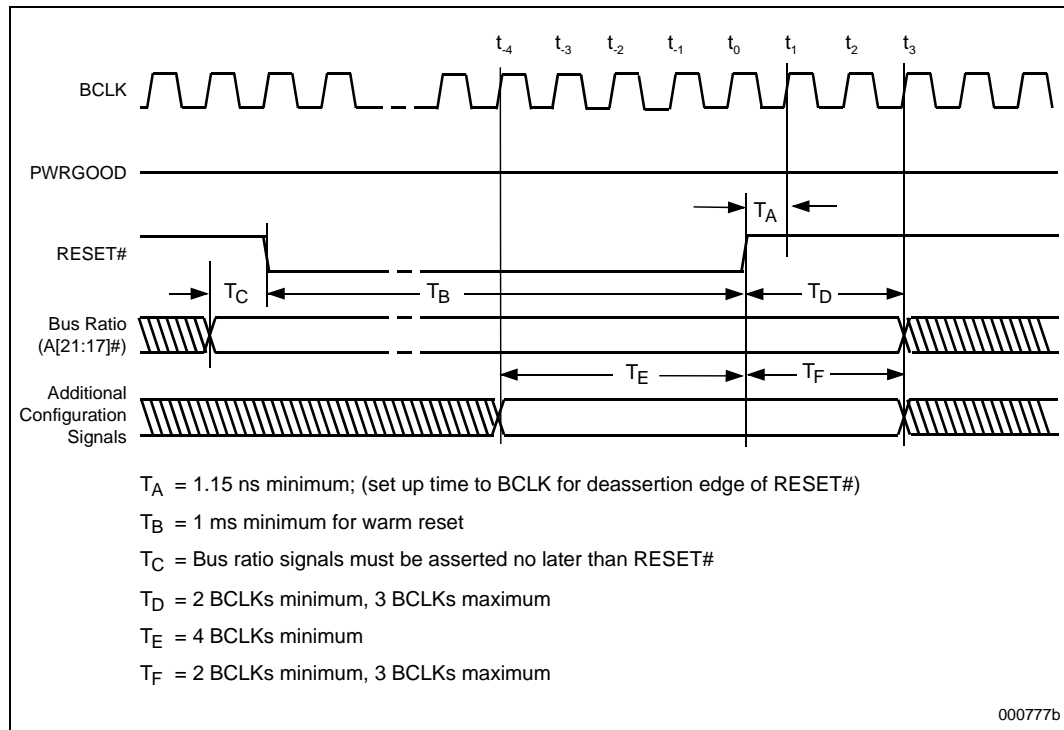 t-4 t-3 t-2 t-1 t0 t1 t2 t3
BCLK
PWRGOOD
TA
RESET#
TC TB TD
Bus Ratio
(A[21:17]#)
TE TF
Additional
Configuration
Signals
TA = 1.15 ns minimum; (set up time to BCLK for deassertion edge of RESET#)
TB = 1 ms minimum for warm reset
TC = Bus ratio signals must be asserted no later than RESET#
TD = 2 BCLKs minimum, 3 BCLKs maximum
TE = 4 BCLKs minimum
TF = 2 BCLKs minimum, 3 BCLKs maximum
000777b